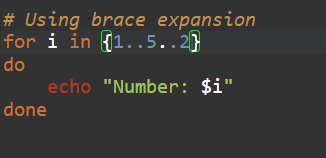 # Using brace expansion
for i in {1..5..2}
do
    echo "Number: $i"
done